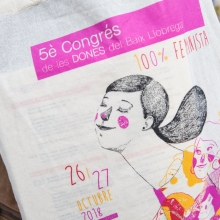 5è Congrés
de les DONES del Baix Llobregat
100% FEMINISTA
26 i 27
OCTUBRE
2018